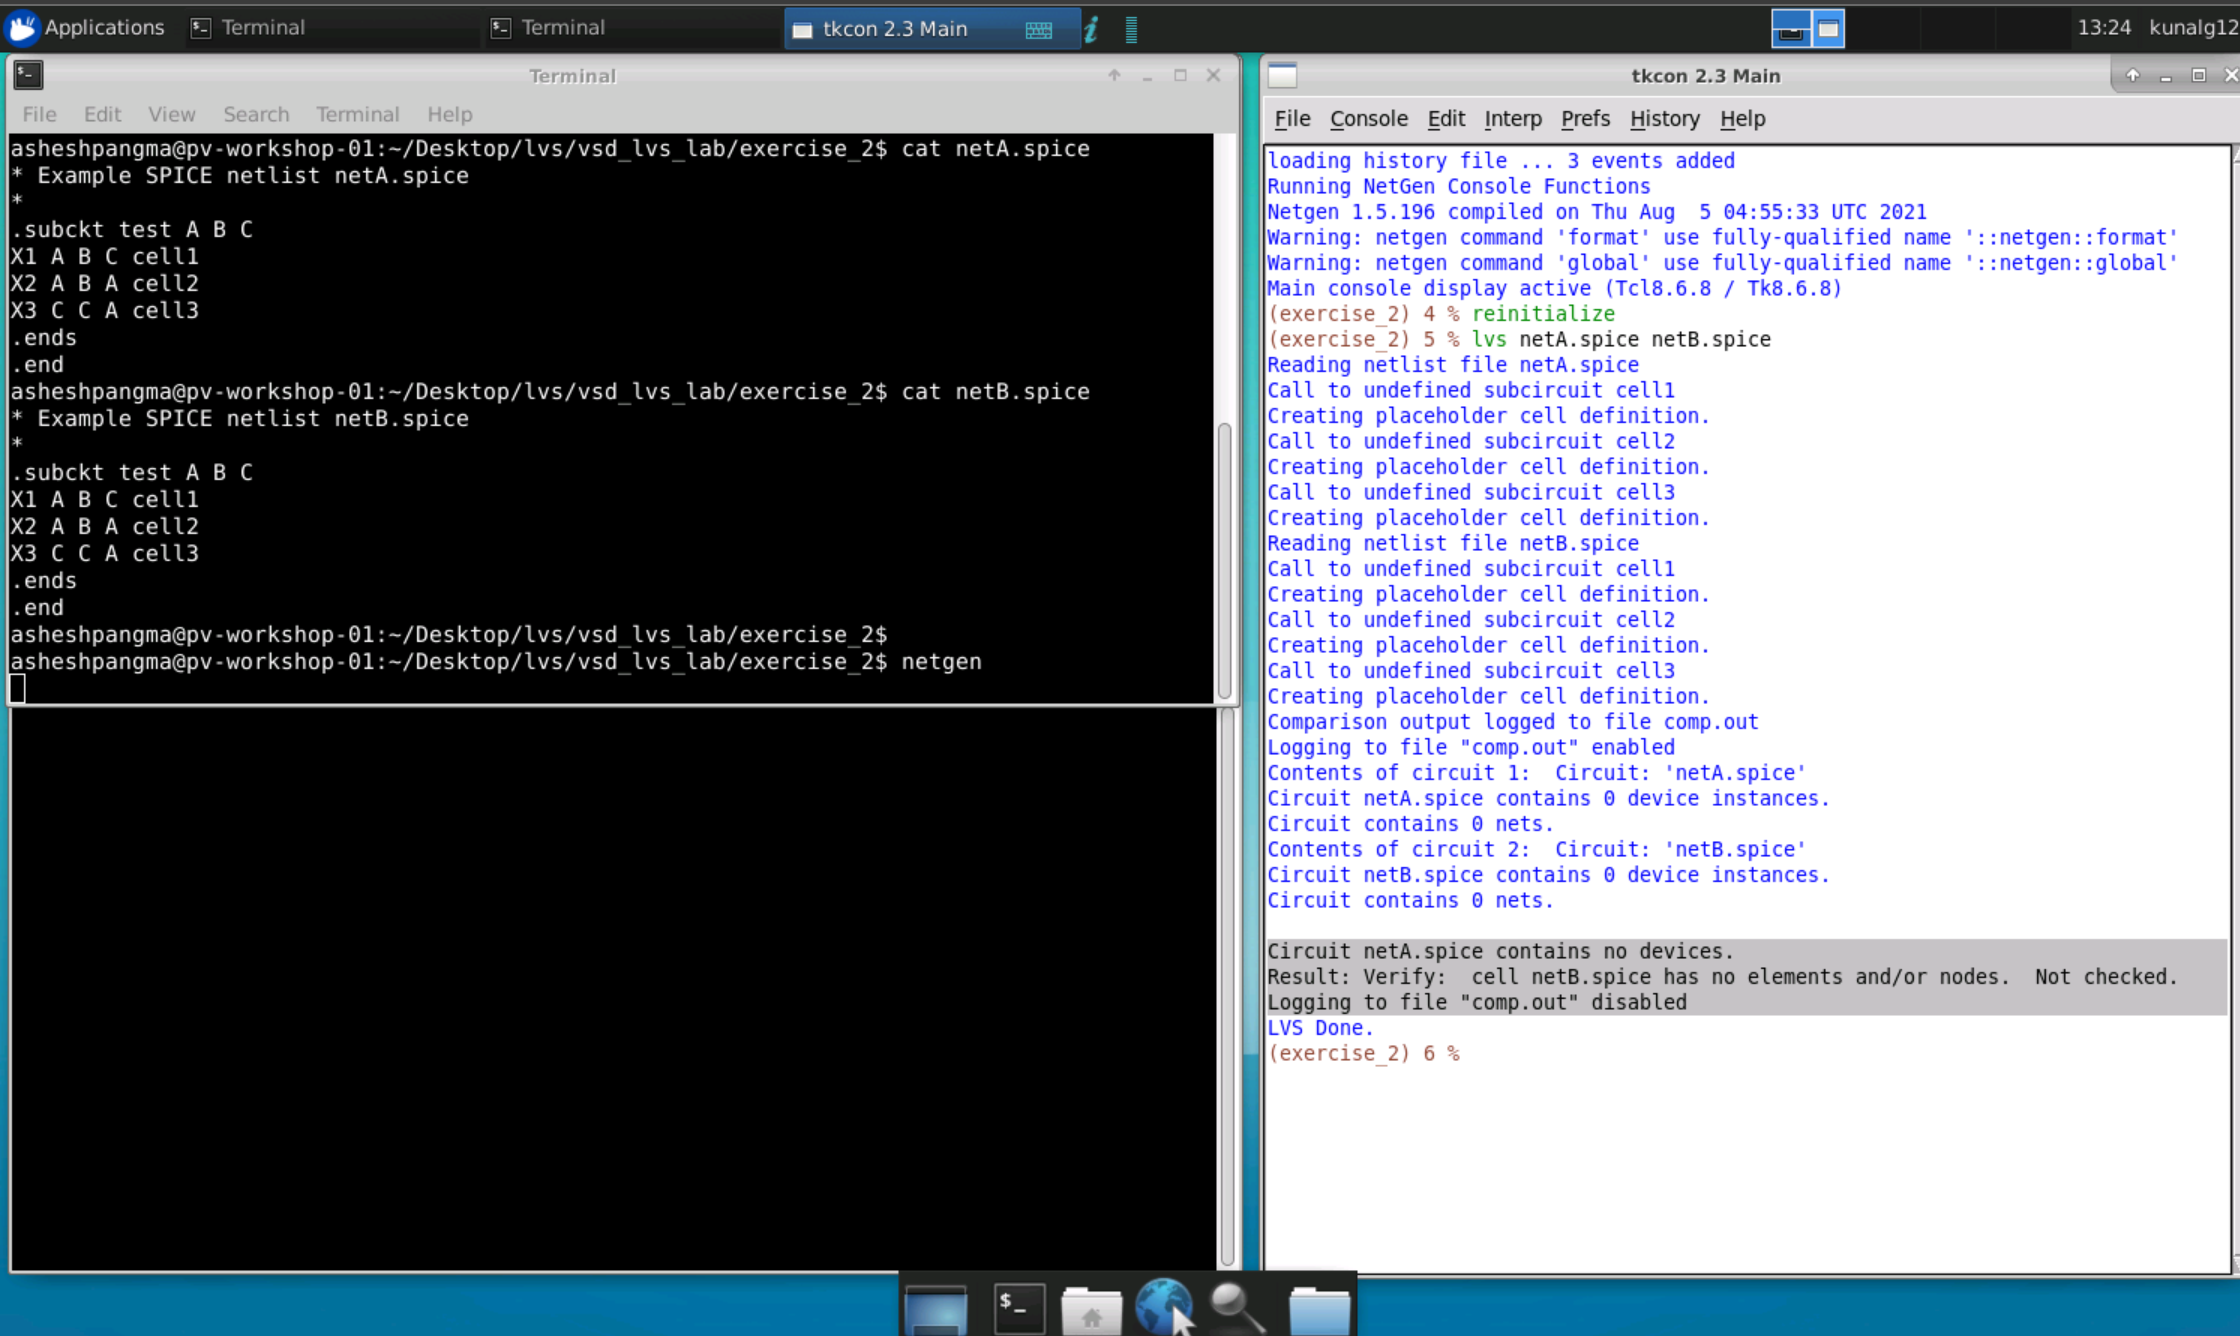 Applications Terminal Terminal tkcon 2.3 Main 13:24 kunalg12
Terminal
File Edit View Search Terminal Help
asheshpangma@pv-workshop-01:~/Desktop/lvs/vsd_lvs_lab/exercise_2$ cat netA.spice
* Example SPICE netlist netA.spice
*
.subckt test A B C
X1 A B C cell1
X2 A B A cell2
X3 C C A cell3
.ends
.end
asheshpangma@pv-workshop-01:~/Desktop/lvs/vsd_lvs_lab/exercise_2$ cat netB.spice
* Example SPICE netlist netB.spice
*
.subckt test A B C
X1 A B C cell1
X2 A B A cell2
X3 C C A cell3
.ends
.end
asheshpangma@pv-workshop-01:~/Desktop/lvs/vsd_lvs_lab/exercise_2$
asheshpangma@pv-workshop-01:~/Desktop/lvs/vsd_lvs_lab/exercise_2$ netgen
tkcon 2.3 Main
File Console Edit Interp Prefs History Help
loading history file ... 3 events added
Running NetGen Console Functions
Netgen 1.5.196 compiled on Thu Aug  5 04:55:33 UTC 2021
Warning: netgen command 'format' use fully-qualified name '::netgen::format'
Warning: netgen command 'global' use fully-qualified name '::netgen::global'
Main console display active (Tcl8.6.8 / Tk8.6.8)
(exercise_2) 4 % reinitialize
(exercise_2) 5 % lvs netA.spice netB.spice
Reading netlist file netA.spice
Call to undefined subcircuit cell1
Creating placeholder cell definition.
Call to undefined subcircuit cell2
Creating placeholder cell definition.
Call to undefined subcircuit cell3
Creating placeholder cell definition.
Reading netlist file netB.spice
Call to undefined subcircuit cell1
Creating placeholder cell definition.
Call to undefined subcircuit cell2
Creating placeholder cell definition.
Call to undefined subcircuit cell3
Creating placeholder cell definition.
Comparison output logged to file comp.out
Logging to file "comp.out" enabled
Contents of circuit 1:  Circuit: 'netA.spice'
Circuit netA.spice contains 0 device instances.
Circuit contains 0 nets.
Contents of circuit 2:  Circuit: 'netB.spice'
Circuit netB.spice contains 0 device instances.
Circuit contains 0 nets.
Circuit netA.spice contains no devices.
Result: Verify:  cell netB.spice has no elements and/or nodes.  Not checked.
Logging to file "comp.out" disabled
LVS Done.
(exercise_2) 6 %